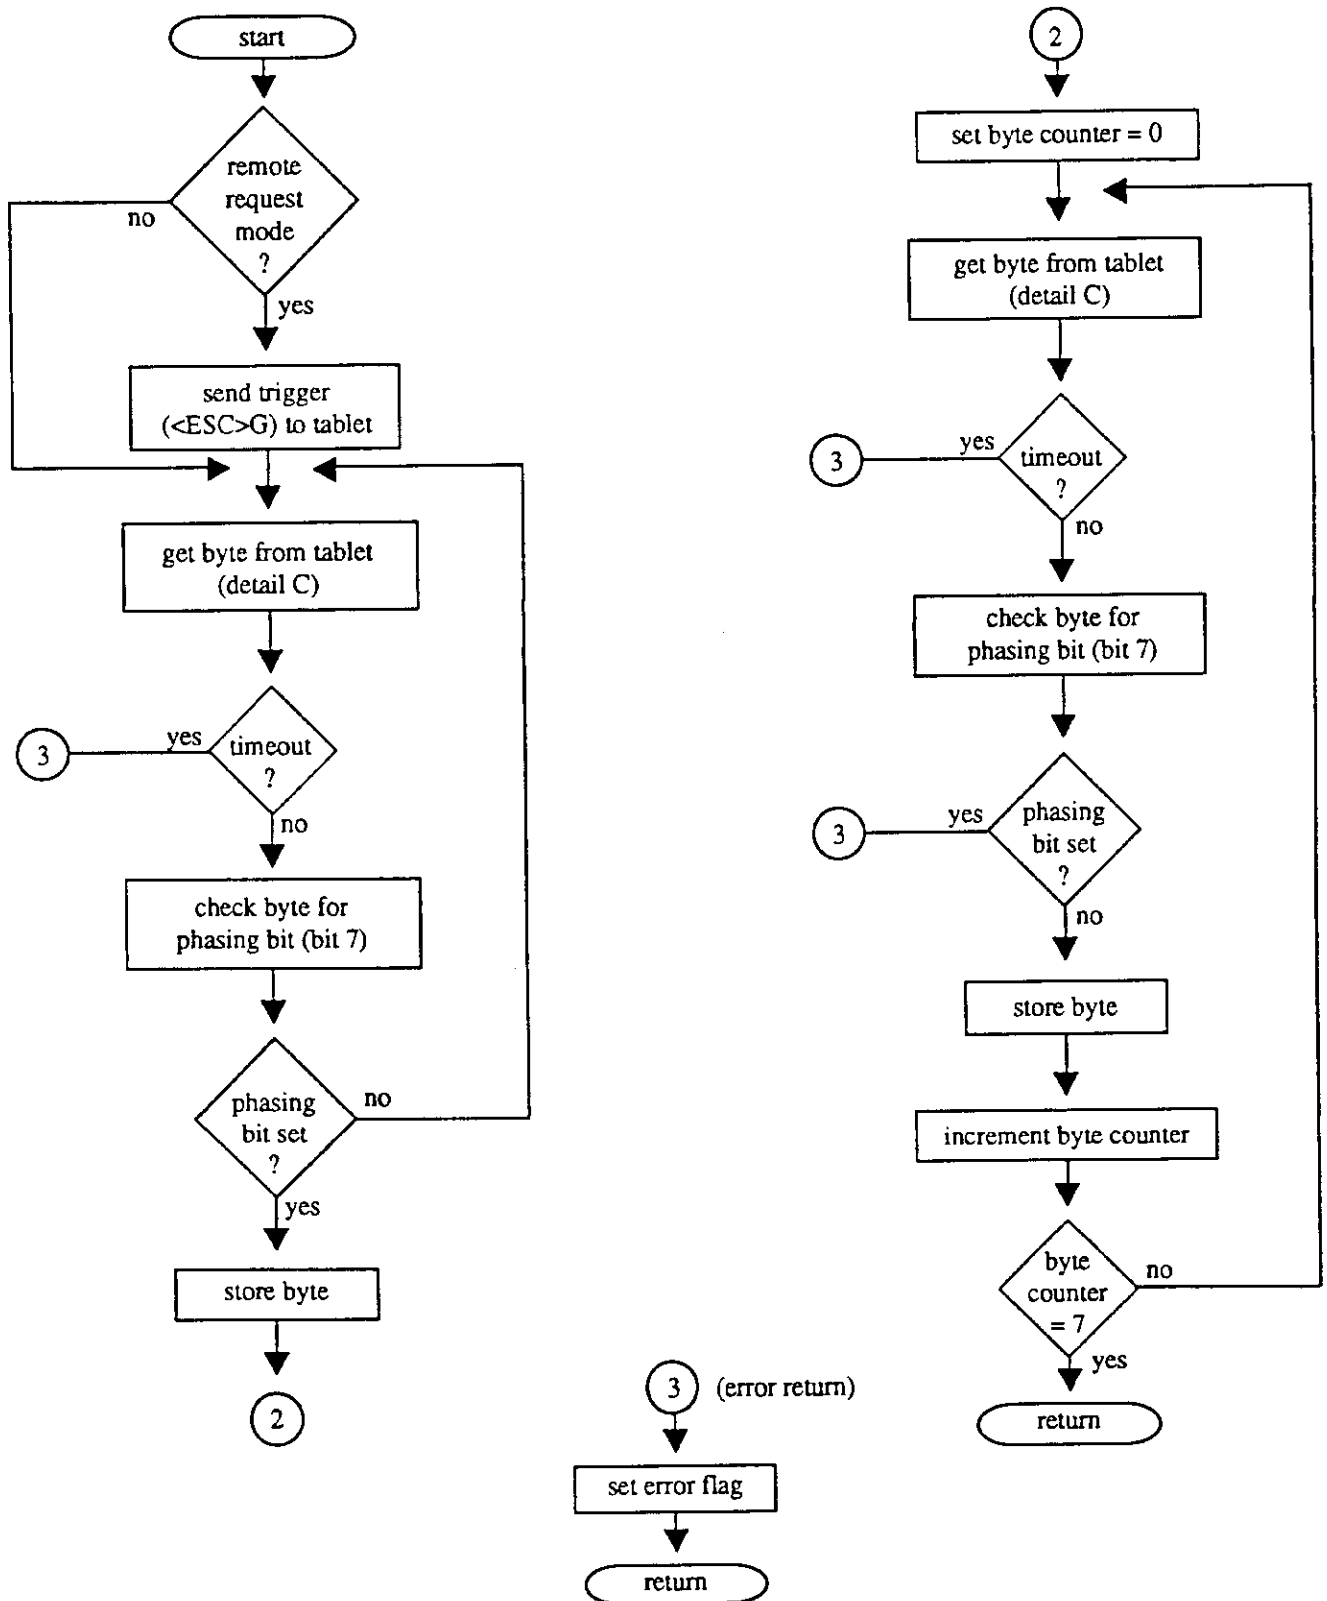 start
remote
request
mode
?
no
yes
send trigger
(<ESC>G) to tablet
get byte from tablet
(detail C)
3
yes
timeout
?
no
check byte for
phasing bit (bit 7)
phasing
bit set
?
no
yes
store byte
2
2
set byte counter = 0
get byte from tablet
(detail C)
3
yes
timeout
?
no
check byte for
phasing bit (bit 7)
3
yes
phasing
bit set
?
no
store byte
increment byte counter
byte
counter
= 7
no
yes
return
3 (error return)
set error flag
return